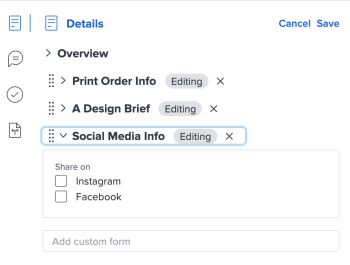 Details
Cancel Save
Overview
Print Order Info Editing
A Design Brief Editing
Social Media Info Editing
Share on
Instagram
Facebook
Add custom form